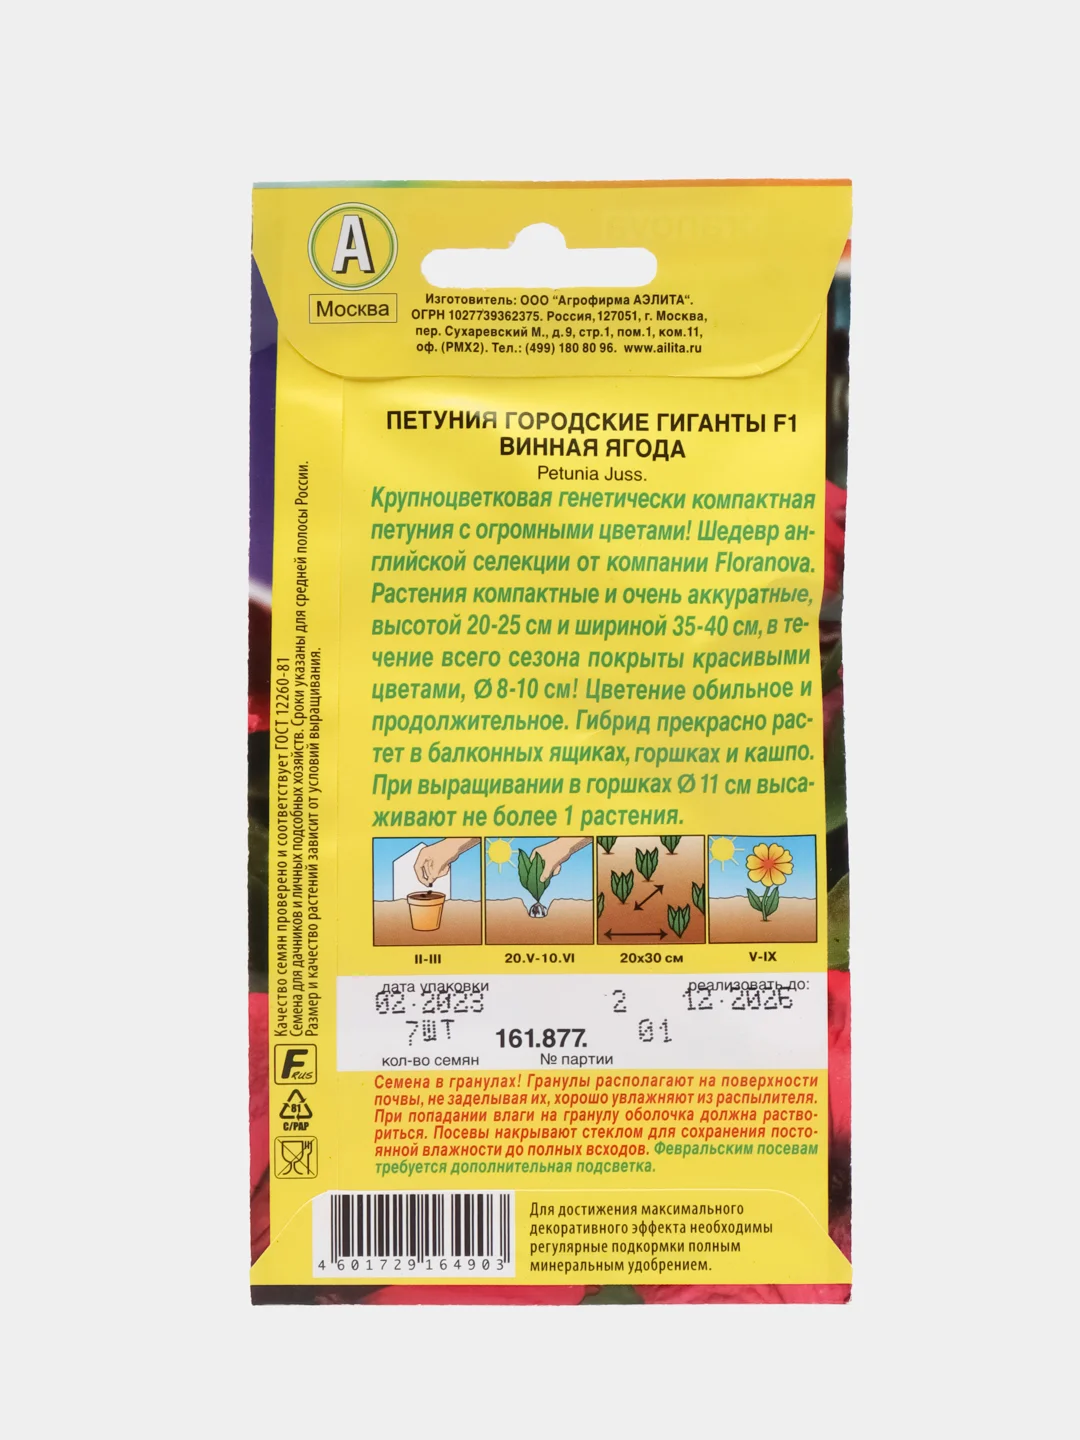 А
Москва
Изготовитель: ООО "Агрофирма АЭЛИТА".
ОГРН 1027739362375. Россия,127051, г. Москва,
пер. Сухаревский М., д.9, стр.1, пом.1, ком.11,
оф. (РМХ2). Тел.: (499) 180 80 96. www.ailita.ru
ПЕТУНИЯ ГОРОДСКИЕ ГИГАНТЫ F1
ВИННАЯ ЯГОДА
Petunia Juss.
Крупноцветковая генетически компактная
петуния с огромными цветами! Шедевр ан-
глийской селекции от компании Floranova.
Растения компактные и очень аккуратные,
высотой 20-25 см и шириной 35-40 см, в те-
чение всего сезона покрыты красивыми
цветами, Ø 8-10 см! Цветение обильное и
продолжительное. Гибрид прекрасно рас-
тет в балконных ящиках, горшках и кашпо.
При выращивании в горшках Ø 11 см выса-
живают не более 1 растения.
II-III
20.V-10.VI
20х30 см
V-IX
дата упаковки
реализовать до:
02.2023 2 12.2026
7ШТ 161.877. 01
кол-во семян № партии
Семена в гранулах! Гранулы располагают на поверхности
почвы, не заделывая их, хорошо увлажняют из распылителя.
При попадании влаги на гранулу оболочка должна раство-
риться. Посевы накрывают стеклом для сохранения посто-
янной влажности до полных всходов. Февральским посевам
требуется дополнительная подсветка.
Для достижения максимального
декоративного эффекта необходимы
регулярные подкормки полным
минеральным удобрением.
4 601729 164903
Качество семян проверено и соответствует ГОСТ 12260-81
Семена для дачников и личных подсобных хозяйств. Сроки указаны для средней полосы России.
Размер и качество растений зависит от условий выращивания.
F RUS
81
C/PAP